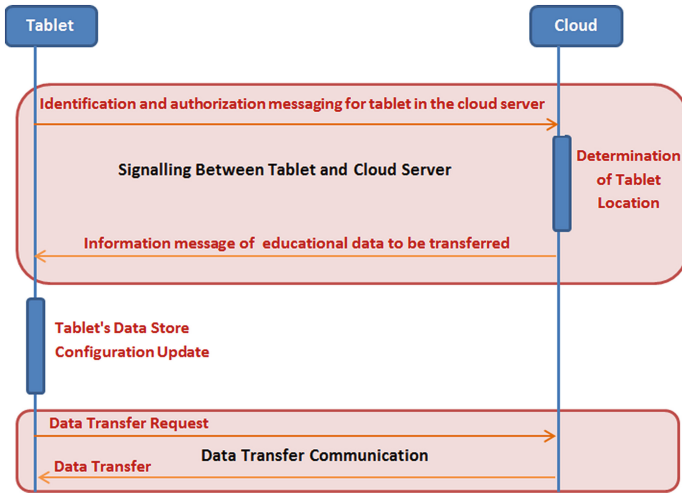 Tablet
Cloud
Identification and authorization messaging for tablet in the cloud server
Signalling Between Tablet and Cloud Server
Determination
of Tablet
Location
Information message of educational data to be transferred
Tablet's Data Store
Configuration Update
Data Transfer Request
Data Transfer Communication
Data Transfer